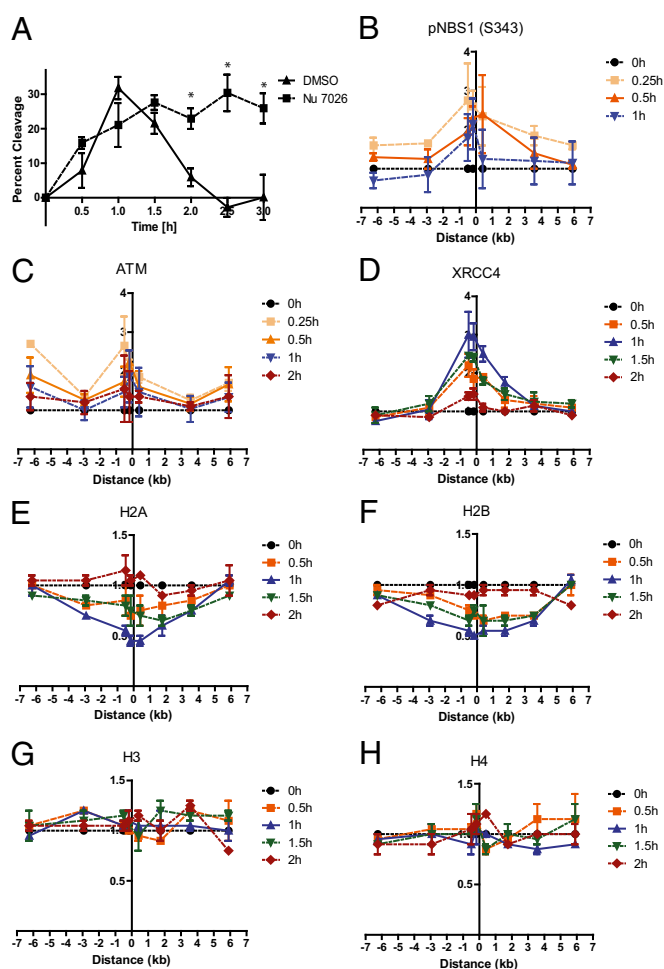 A
DMSO
Nu 7026
*
*
*
Percent Cleavage
30
20
10
0
0.5 1.0 1.5 2.0 2.5 3.0
Time [h]
B
pNBS1 (S343)
0h
0.25h
0.5h
1h
4
-7 -6 -5 -4 -3 -2 -1 0 1 2 3 4 5 6 7
Distance (kb)
C
ATM
0h
0.25h
0.5h
1h
2h
4
3
-7 -6 -5 -4 -3 -2 -1 0 1 2 3 4 5 6 7
Distance (kb)
D
XRCC4
0h
0.5h
1h
1.5h
2h
4
-7 -6 -5 -4 -3 -2 -1 0 1 2 3 4 5 6 7
Distance (kb)
E
H2A
0h
0.5h
1h
1.5h
2h
1.5
0.5
-7 -6 -5 -4 -3 -2 -1 0 1 2 3 4 5 6 7
Distance (kb)
F
H2B
0h
0.5h
1h
1.5h
2h
1.5
0.5
-7 -6 -5 -4 -3 -2 -1 0 1 2 3 4 5 6 7
Distance (kb)
G
H3
0h
0.5h
1h
1.5h
2h
1.5
0.5
-7 -6 -5 -4 -3 -2 -1 0 1 2 3 4 5 6 7
Distance (kb)
H
H4
0h
0.5h
1h
1.5h
2h
1.5
0.5
-7 -6 -5 -4 -3 -2 -1 0 1 2 3 4 5 6 7
Distance (kb)